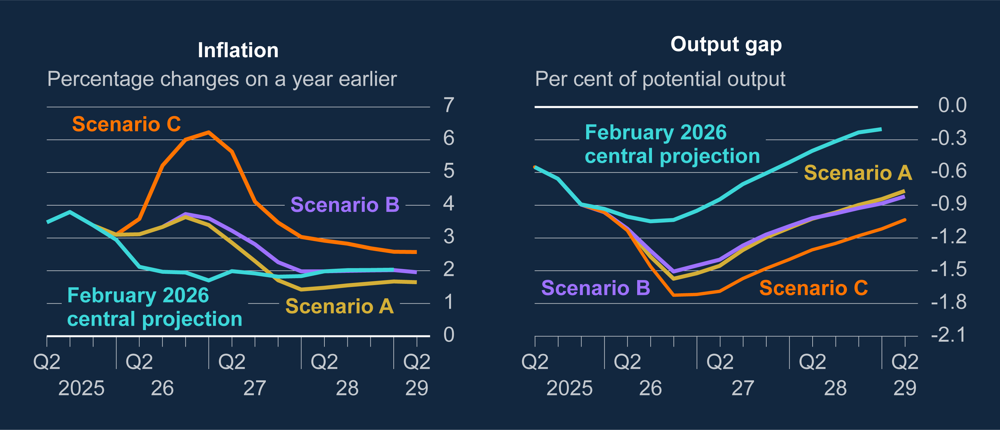 Inflation
Percentage changes on a year earlier
7
6
5
4
3
2
1
0
Scenario C
Scenario B
February 2026
central projection
Scenario A
Q2 Q2 Q2 Q2 Q2
2025 26 27 28 29
Output gap
Per cent of potential output
0.0
-0.3
-0.6
-0.9
-1.2
-1.5
-1.8
-2.1
February 2026
central projection
Scenario A
Scenario B
Scenario C
Q2 Q2 Q2 Q2 Q2
2025 26 27 28 29